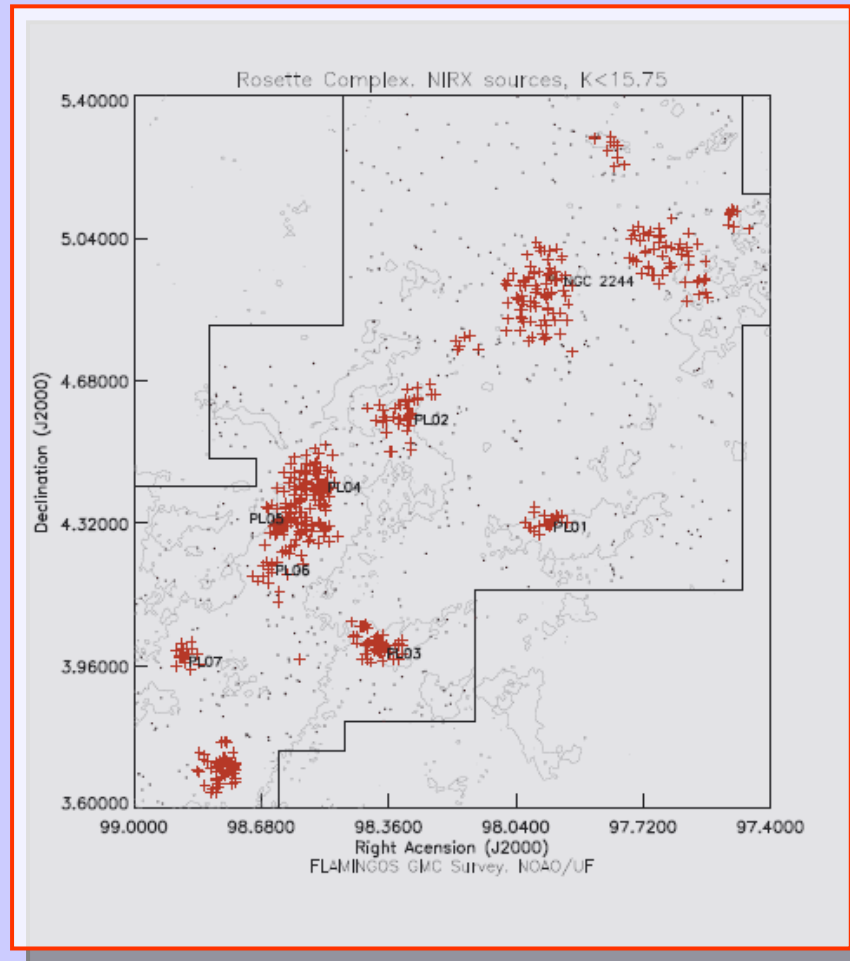 Rosette Complex. NIRX sources, K<15.75
5.40000
5.04000
NGC 2244
4.68000
PL02
PL04
PL05
4.32000
PL01
PL06
PL03
3.96000
PL07
3.60000
Declination (J2000)
99.0000 98.6800 98.3600 98.0400 97.7200 97.4000
Right Acension (J2000)
FLAMINGOS GMC Survey. NOAO/UF